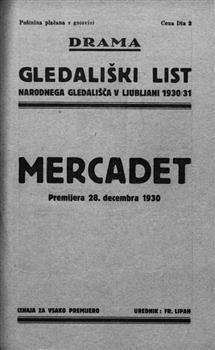 Poštnina plačana v gotovini Cena Din 2
DRAMA
GLEDALIŠKI LIST
NARODNEGA GLEDALIŠČA V LJUBLJANI 1930/31
MERCADET
Premijera 28. decembra 1930
IZHAJA ZA VSAKO PREMIJERO UREDNIK: FR. LIPAH